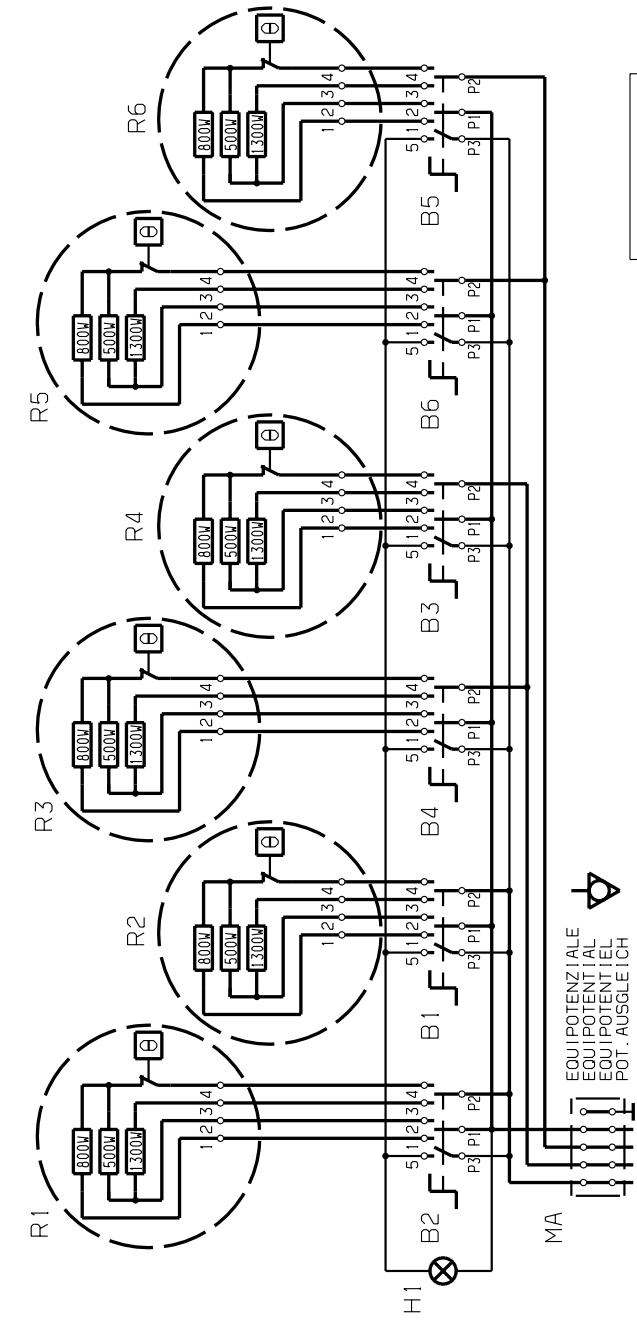 R1
800W
500W
1300W
θ
1 2 3 4
R2
800W
500W
1300W
θ
1 2 3 4
R3
800W
500W
1300W
θ
1 2 3 4
R4
800W
500W
1300W
θ
1 2 3 4
R5
800W
500W
1300W
θ
1 2 3 4
R6
800W
500W
1300W
θ
1 2 3 4
5 1 2 3 4
P3 P1 P2
B2
5 1 2 3 4
P3 P1 P2
B1
5 1 2 3 4
P3 P1 P2
B4
5 1 2 3 4
P3 P1 P2
B3
5 1 2 3 4
P3 P1 P2
B6
5 1 2 3 4
P3 P1 P2
B5
H1
MA
EQUIPOTENZIALE
EQUIPOTENTIAL
EQUIPOTENTIEL
POT. AUSGLEICH